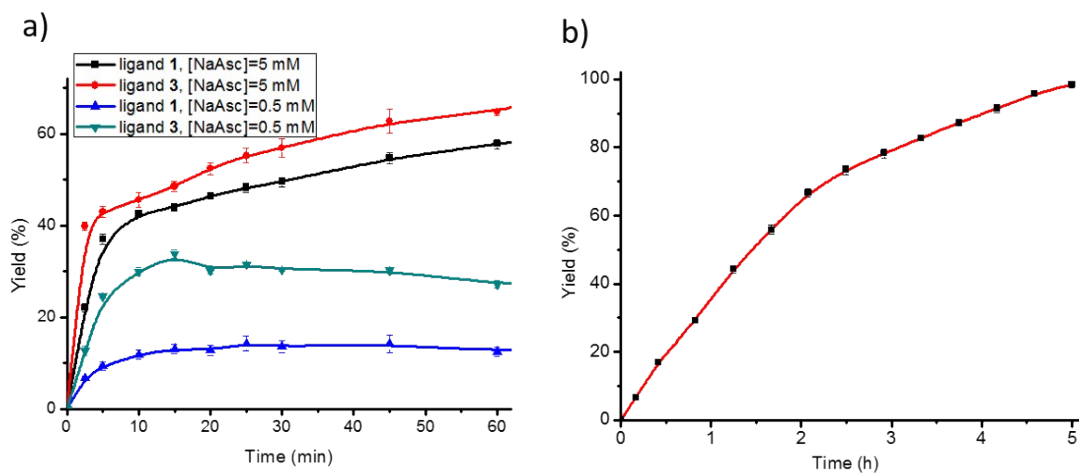 a)
ligand 1, [NaAsc]=5 mM
ligand 3, [NaAsc]=5 mM
ligand 1, [NaAsc]=0.5 mM
ligand 3, [NaAsc]=0.5 mM
60
40
20
0
Yield (%)
0 10 20 30 40 50 60
Time (min)
b)
100
80
60
40
20
0
Yield (%)
0 1 2 3 4 5
Time (h)